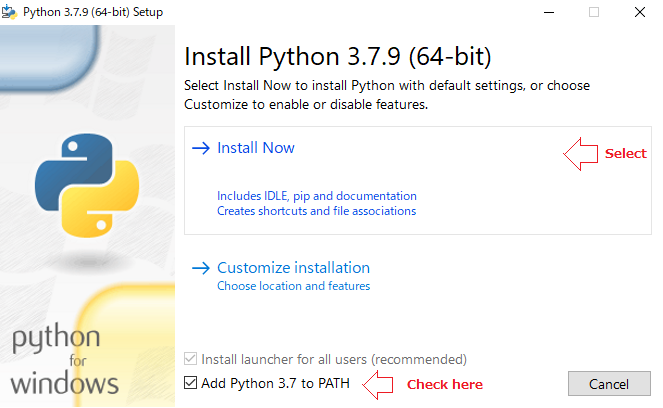 Python 3.7.9 (64-bit) Setup
Install Python 3.7.9 (64-bit)
Select Install Now to install Python with default settings, or choose
Customize to enable or disable features.
Install Now
Select
Includes IDLE, pip and documentation
Creates shortcuts and file associations
Customize installation
Choose location and features
python
for
windows
Install launcher for all users (recommended)
Add Python 3.7 to PATH
Check here
Cancel